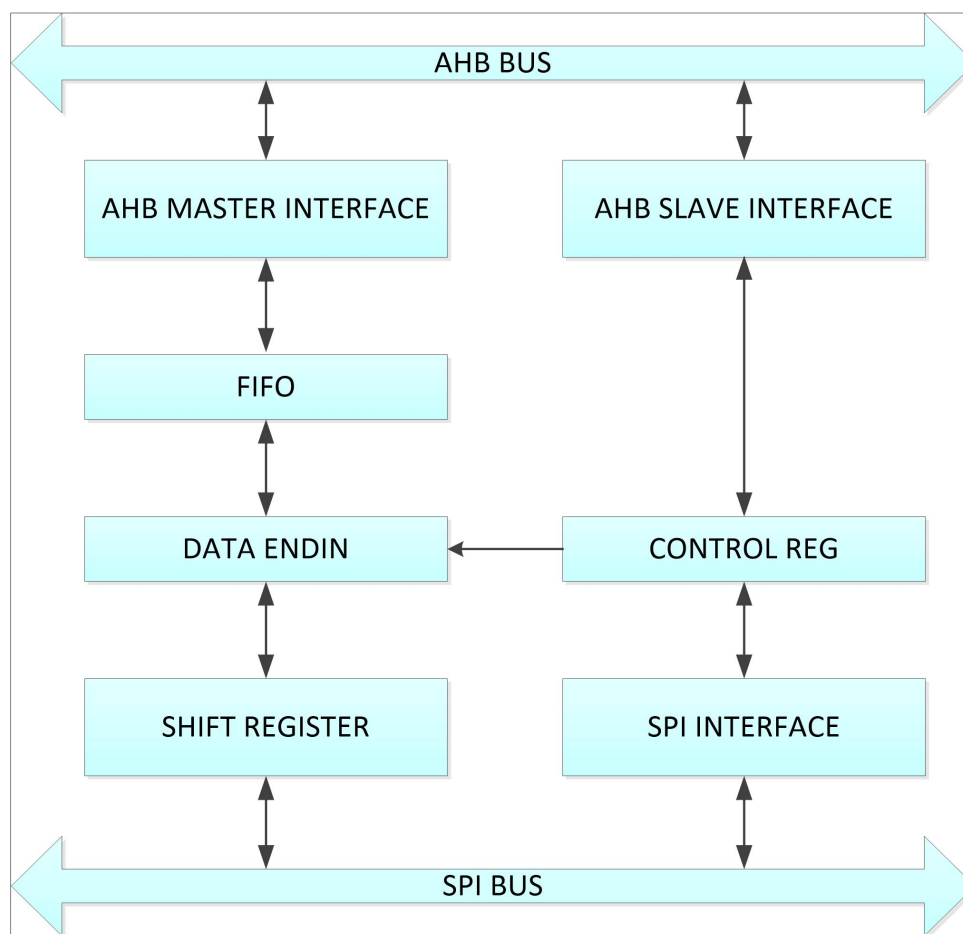 AHB BUS
AHB MASTER INTERFACE
AHB SLAVE INTERFACE
FIFO
DATA ENDIN
CONTROL REG
SHIFT REGISTER
SPI INTERFACE
SPI BUS